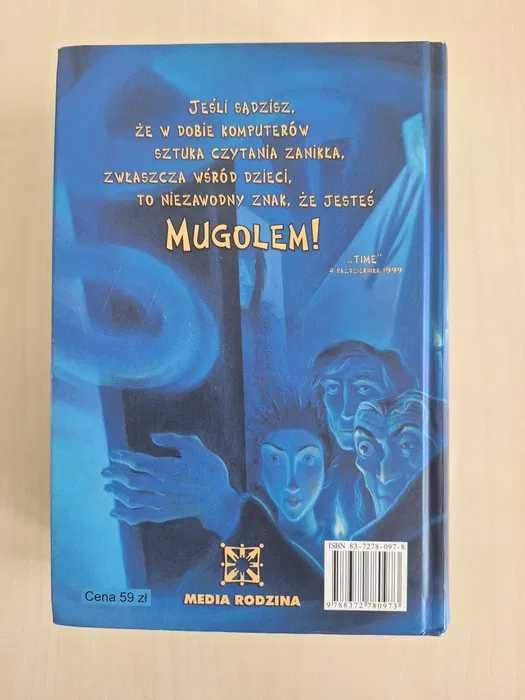 JEŚLI SĄDZISZ,
ŻE W DOBIE KOMPUTERÓW
SZTUKA CZYTANIA ZANIKŁA,
ZWŁASZCZA WŚRÓD DZIECI,
TO NIEZAWODNY ZNAK, ŻE JESTEŚ
MUGOLEM!
„TIME”
4 PAŹDZIERNIKA 1999
ISBN 83-7278-097-8
9788372780973
MEDIA RODZINA
Cena 59 zł